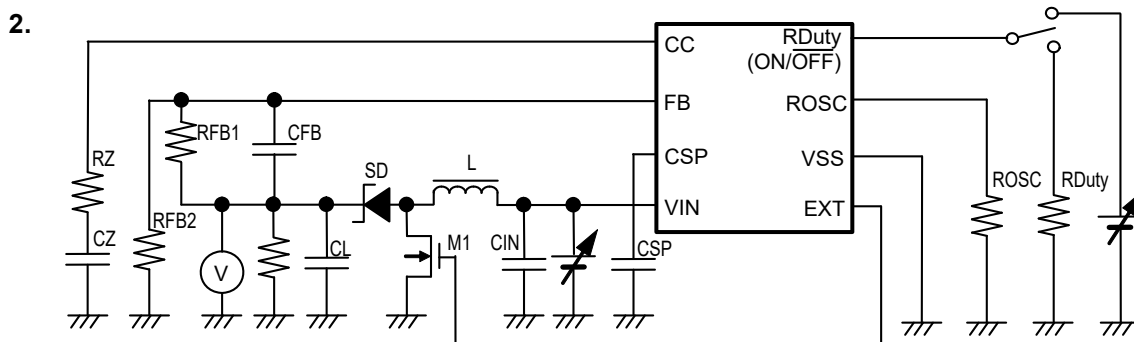 2.
CC
RDuty
(ON/OFF)
FB
ROSC
CSP
VSS
VIN
EXT
RFB1
CFB
RZ
SD
L
ROSC
RDuty
RFB2
CZ
V
CL
M1
CIN
CSP